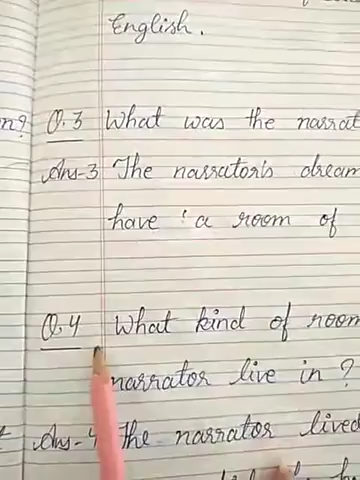 English.
n? Q.3 What was the narrat
Ans-3 The narrator's dream
have a room of
Q.4 What kind of room
narrator live in ?
Ans-4 The narrator lived